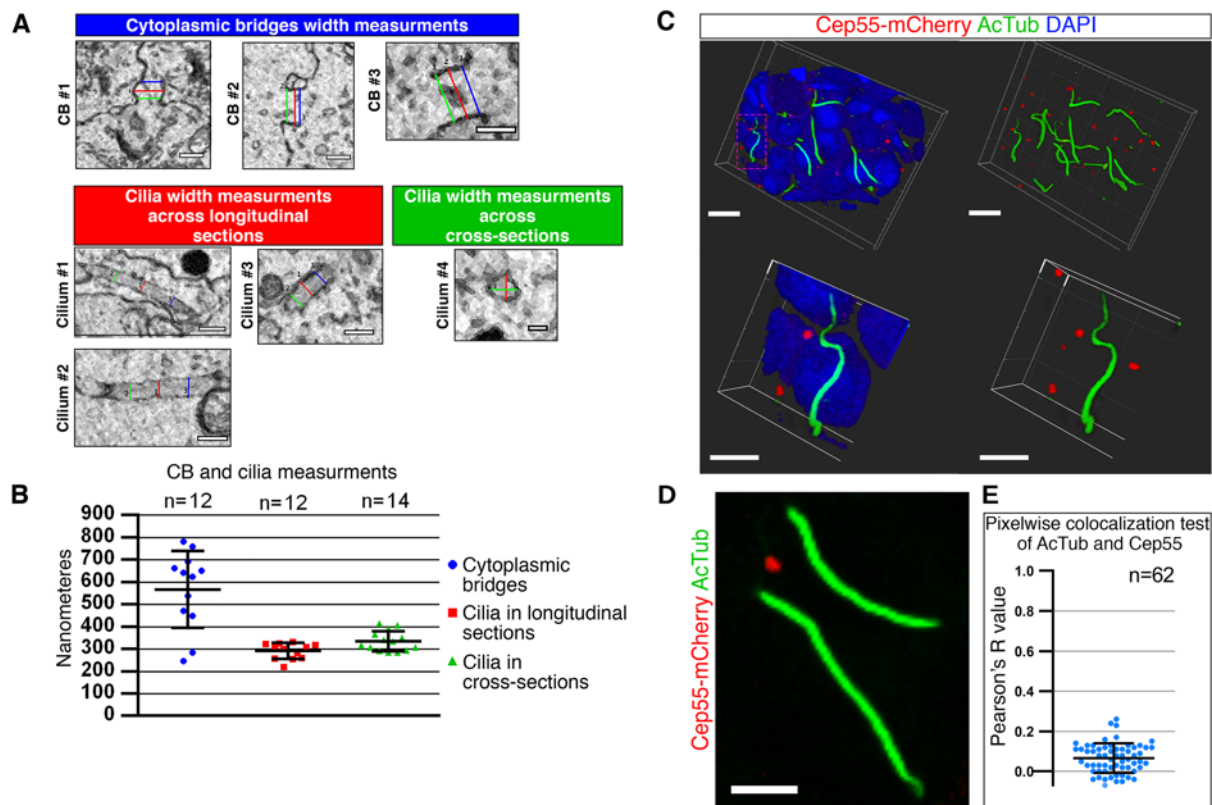 A
Cytoplasmic bridges width measurments
CB #1
CB #2
CB #3
Cilia width measurments
across longitudinal
sections
Cilia width measurments
across
cross-sections
Cilium #1
Cilium #3
Cilium #4
Cilium #2
B
CB and cilia measurments
n=12
n=12
n=14
Nanometeres
900
800
700
600
500
400
300
200
100
0
Cytoplasmic
bridges
Cilia in longitudinal
sections
Cilia in
cross-sections
C
Cep55-mCherry AcTub DAPI
D
Cep55-mCherry AcTub
E
Pixelwise colocalization test
of AcTub and Cep55
n=62
Pearson's R value
1.0
0.8
0.6
0.4
0.2
0.0